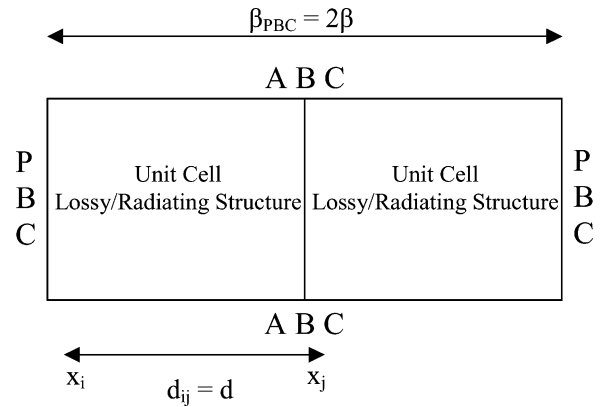 β_PBC = 2β
A B C
P
B
C
Unit Cell
Lossy/Radiating Structure
Unit Cell
Lossy/Radiating Structure
P
B
C
A B C
x_i
x_j
d_ij = d